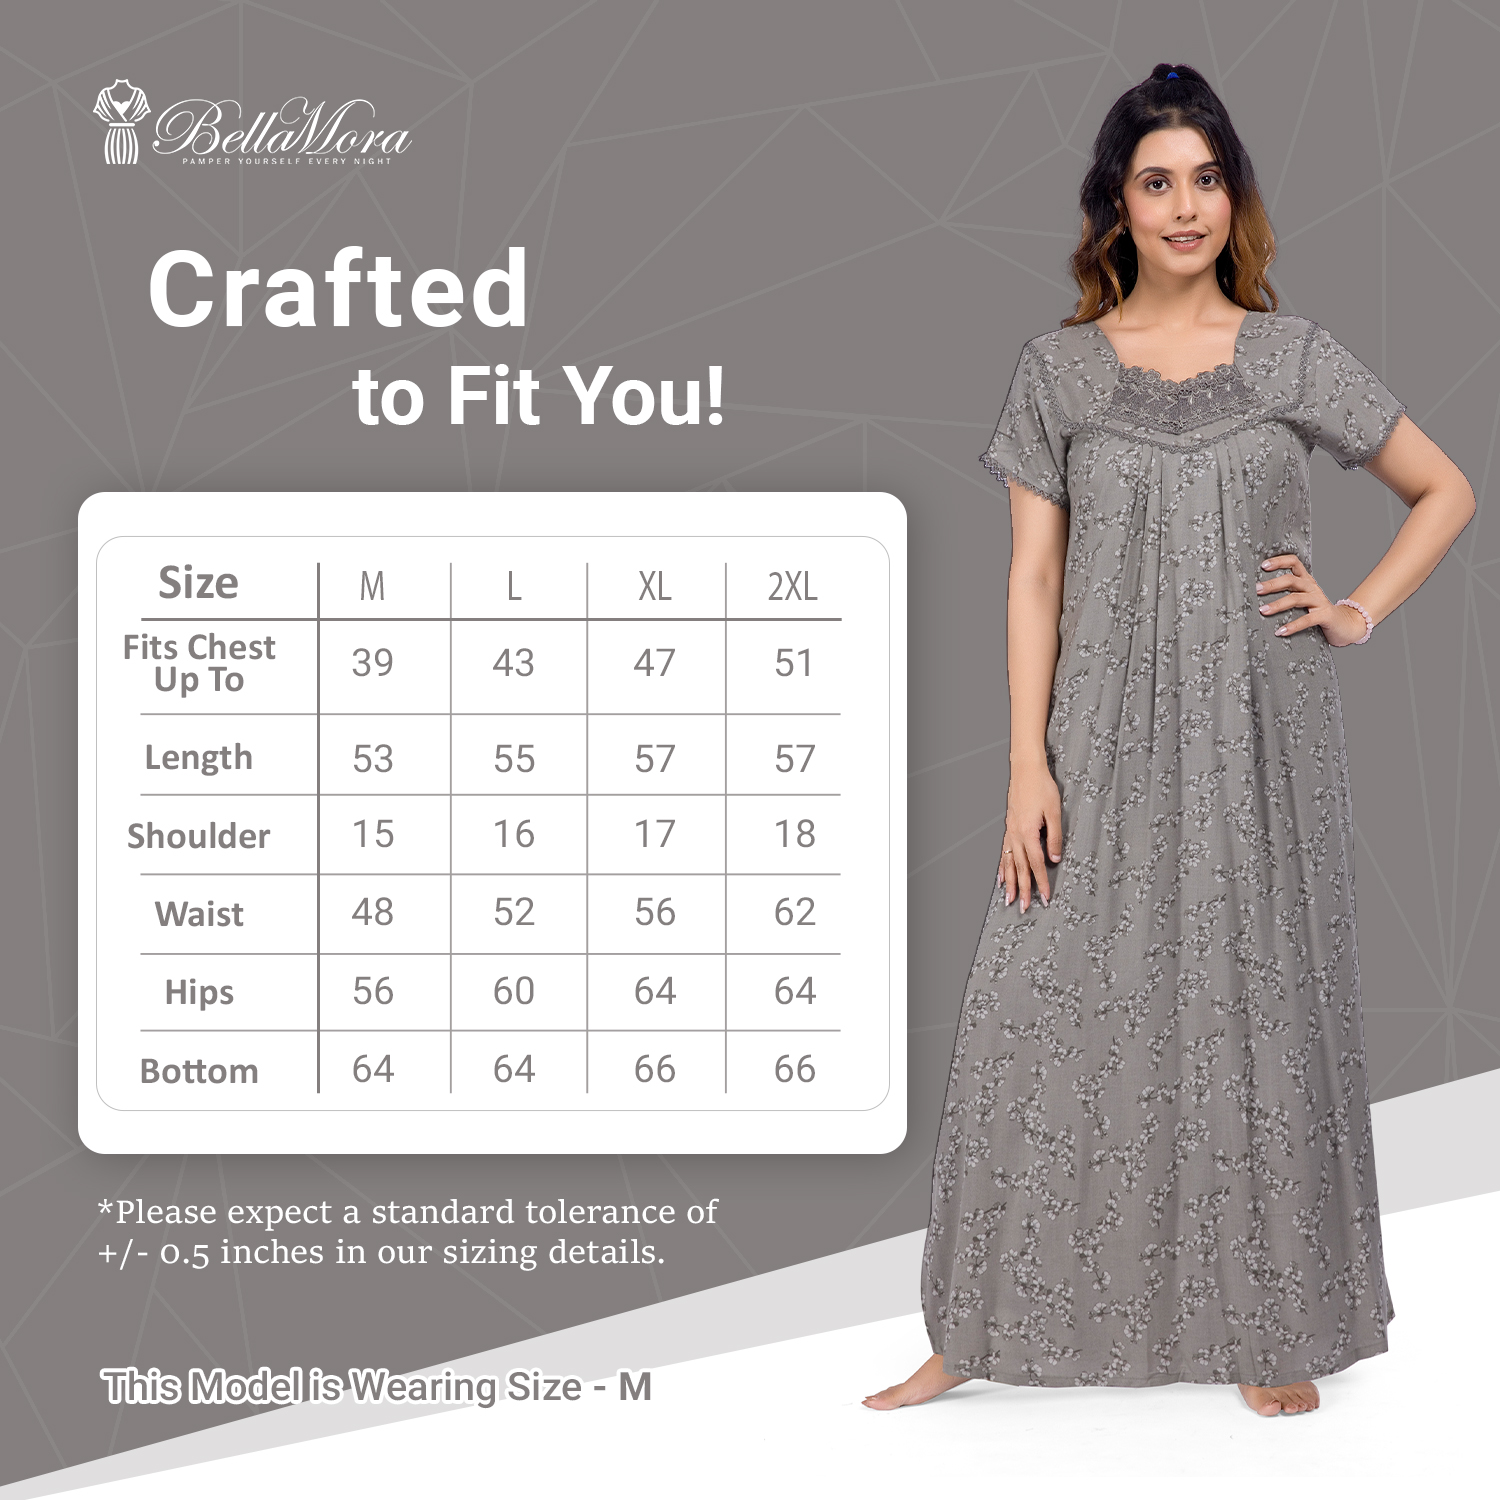 BellaMora
PAMPER YOURSELF EVERY NIGHT
Crafted
to Fit You!
Size M L XL 2XL
Fits Chest
Up To 39 43 47 51
Length 53 55 57 57
Shoulder 15 16 17 18
Waist 48 52 56 62
Hips 56 60 64 64
Bottom 64 64 66 66
*Please expect a standard tolerance of
+/- 0.5 inches in our sizing details.
This Model is Wearing Size - M